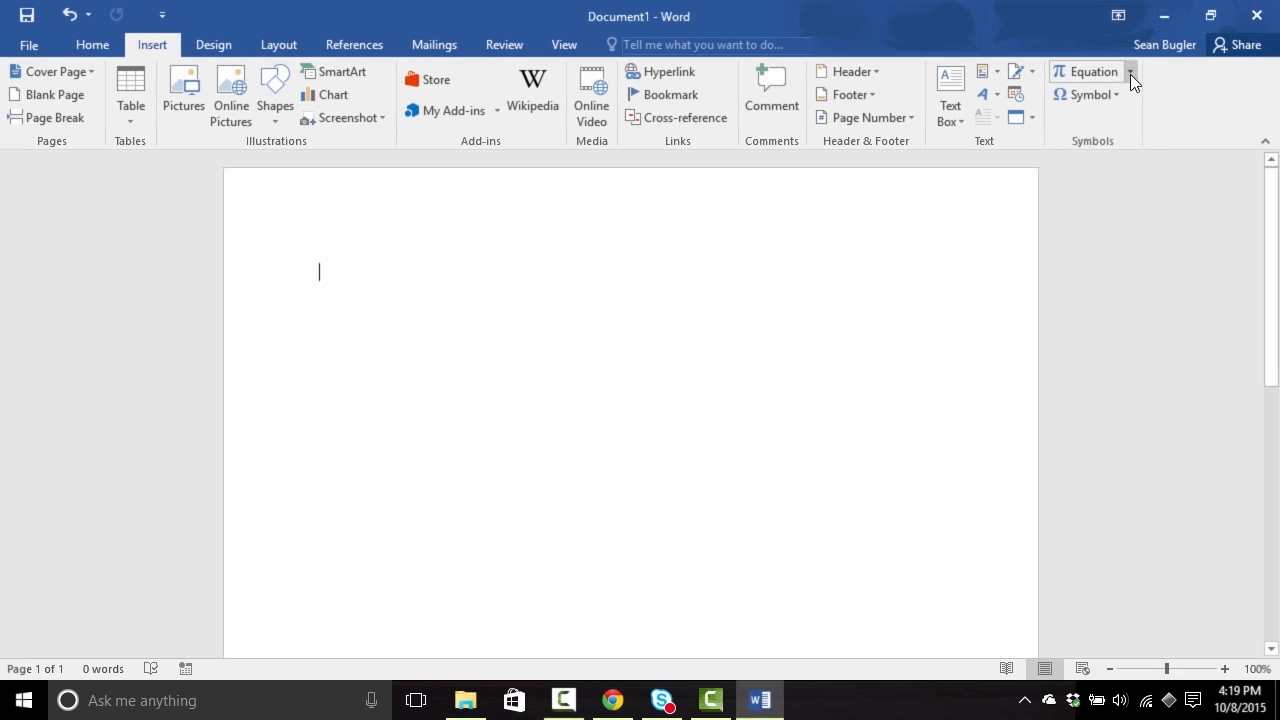 Document1 - Word
File Home Insert Design Layout References Mailings Review View Tell me what you want to do... Sean Bugler Share
Cover Page
Blank Page
Page Break
Pages
Table
Tables
Pictures
Online
Pictures
Shapes
SmartArt
Chart
Screenshot
Illustrations
Store
My Add-ins
W
Wikipedia
Add-ins
Online
Video
Media
Hyperlink
Bookmark
Cross-reference
Links
Comment
Comments
Header
Footer
Page Number
Header & Footer
A
Text
Box
A
Text
π Equation
Ω Symbol
Symbols
Page 1 of 1 0 words 100%
Ask me anything
4:19 PM
10/8/2015